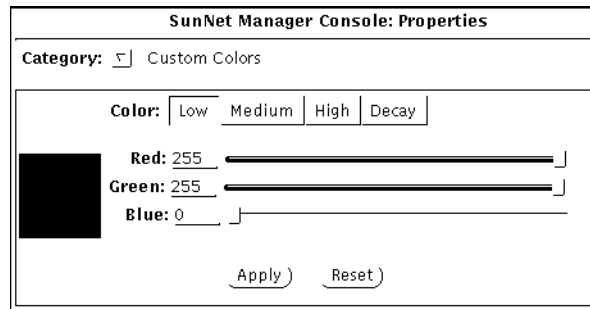 SunNet Manager Console: Properties
Category: Custom Colors
Color: Low Medium High Decay
Red: 255
Green: 255
Blue: 0
Apply Reset